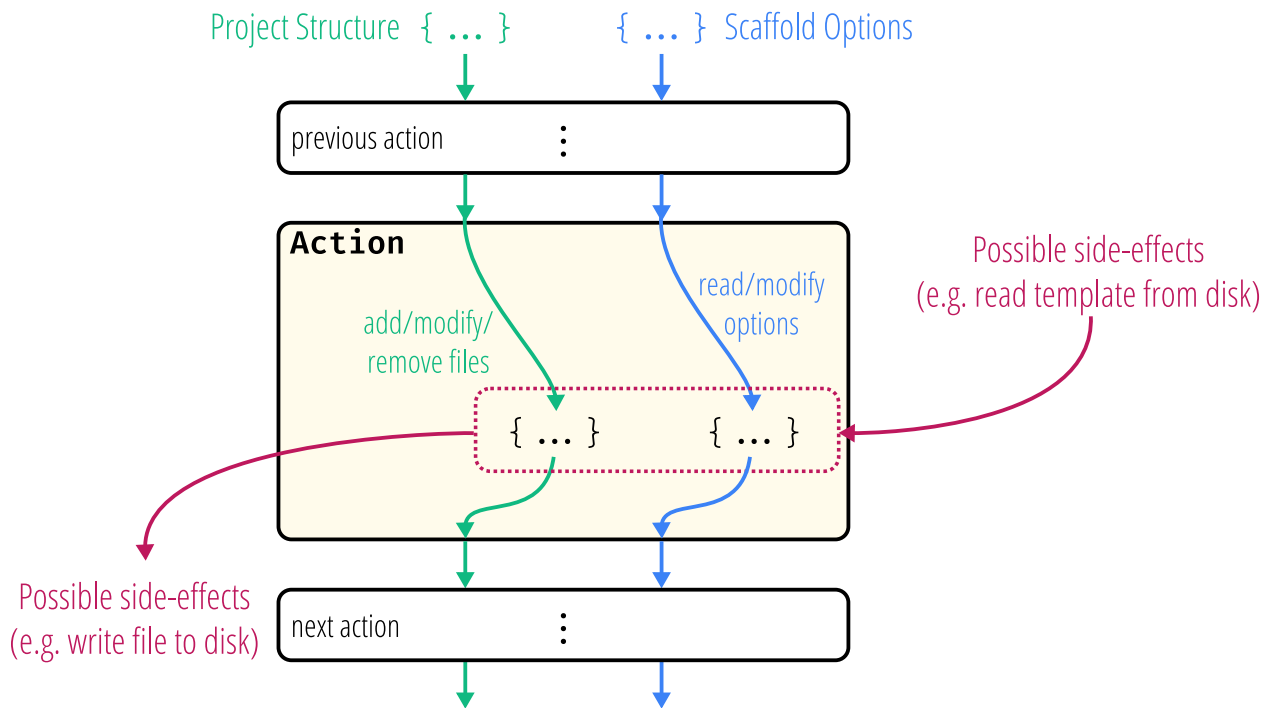 Project Structure { ... } { ... } Scaffold Options
previous action ⋮
Action
read/modify
options
add/modify/
remove files
Possible side-effects
(e.g. read template from disk)
{ ... } { ... }
Possible side-effects
(e.g. write file to disk)
next action ⋮